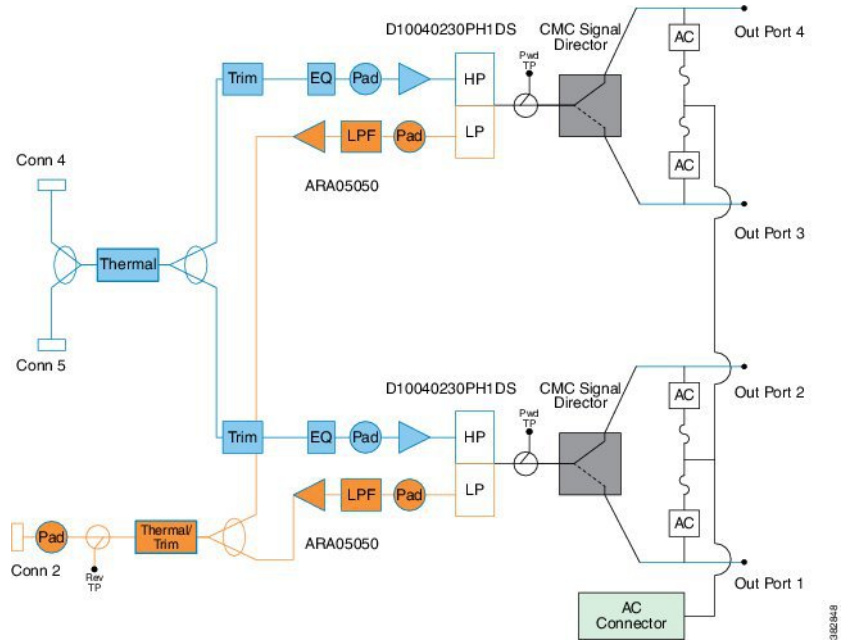 D10040230PH1DS
CMC Signal
Director
AC
Out Port 4
Trim
EQ
Pad
HP
Pwd
TP
LPF
Pad
LP
ARA05050
AC
Conn 4
Out Port 3
Thermal
Conn 5
D10040230PH1DS
CMC Signal
Director
AC
Out Port 2
Trim
EQ
Pad
HP
Pwd
TP
LPF
Pad
LP
ARA05050
AC
Pad
Thermal/
Trim
Conn 2
Rev
TP
Out Port 1
AC
Connector
382848